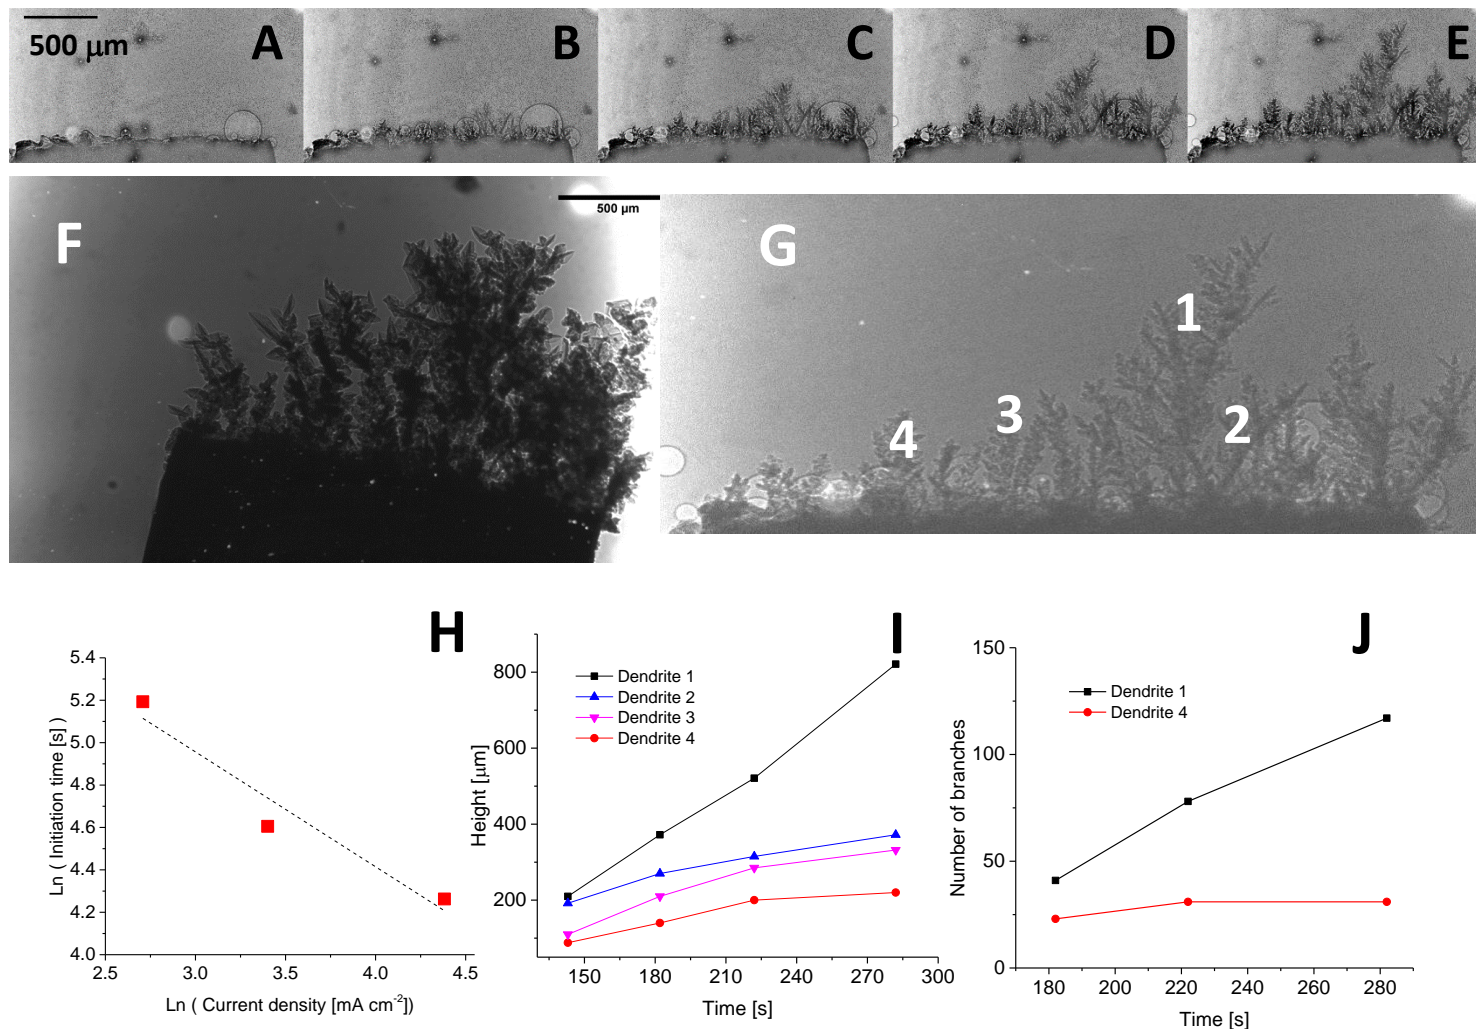 A
B
C
D
E
500 μm
F
500 μm
G
1
2
3
4
H
5.4
5.2
5.0
4.8
4.6
4.4
4.2
4.0
2.5 3.0 3.5 4.0 4.5
Ln ( Initiation time [s] )
Ln ( Current density [mA cm⁻²])
I
Dendrite 1
Dendrite 2
Dendrite 3
Dendrite 4
800
600
400
200
150 180 210 240 270 300
Height [μm]
Time [s]
J
Dendrite 1
Dendrite 4
150
100
50
0
180 200 220 240 260 280
Number of branches
Time [s]